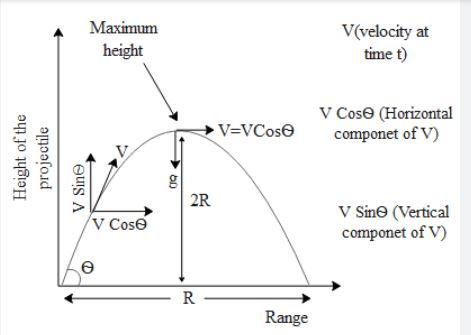 Maximum
height
V(velocity at
time t)
V=VCosΘ
V CosΘ (Horizontal
componet of V)
Height of the
projectile
V
V SinΘ
g
2R
V CosΘ
V SinΘ (Vertical
componet of V)
Θ
R
Range